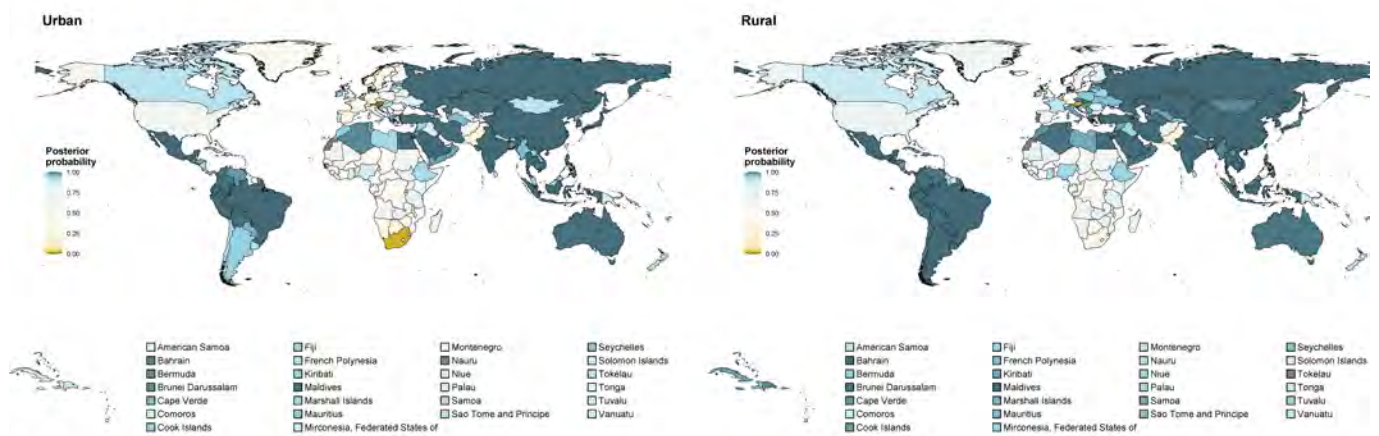 Urban
Posterior
probability
1.00
0.75
0.50
0.25
0.00
American Samoa
Bahrain
Bermuda
Brunei Darussalam
Cape Verde
Comoros
Cook Islands
Fiji
French Polynesia
Kiribati
Maldives
Marshall Islands
Mauritius
Mirconesia, Federated States of
Montenegro
Nauru
Niue
Palau
Samoa
Sao Tome and Principe
Seychelles
Solomon Islands
Tokelau
Tonga
Tuvalu
Vanuatu
Rural
Posterior
probability
1.00
0.75
0.50
0.25
0.00
American Samoa
Bahrain
Bermuda
Brunei Darussalam
Cape Verde
Comoros
Cook Islands
Fiji
French Polynesia
Kiribati
Maldives
Marshall Islands
Mauritius
Mirconesia, Federated States of
Montenegro
Nauru
Niue
Palau
Samoa
Sao Tome and Principe
Seychelles
Solomon Islands
Tokelau
Tonga
Tuvalu
Vanuatu